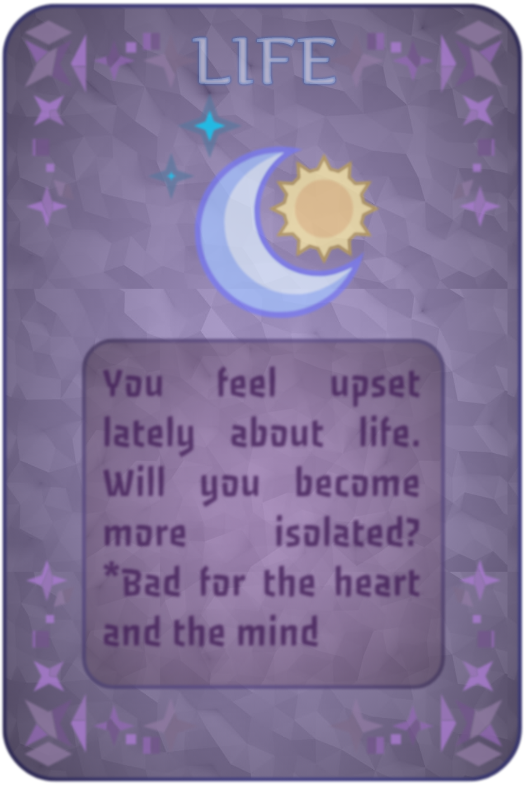 LIFE
You feel upset
lately about life.
Will you become
more isolated?
*Bad for the heart
and the mind